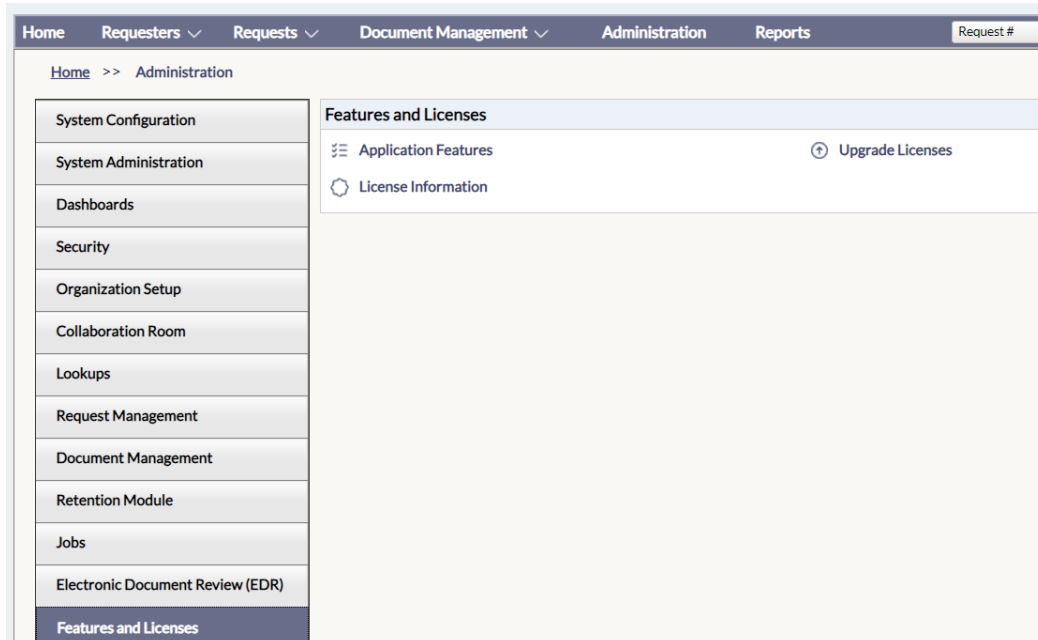 Home Requesters Requests Document Management Administration Reports Request #
Home >> Administration
System Configuration
System Administration
Dashboards
Security
Organization Setup
Collaboration Room
Lookups
Request Management
Document Management
Retention Module
Jobs
Electronic Document Review (EDR)
Features and Licenses
Features and Licenses
Application Features Upgrade Licenses
License Information